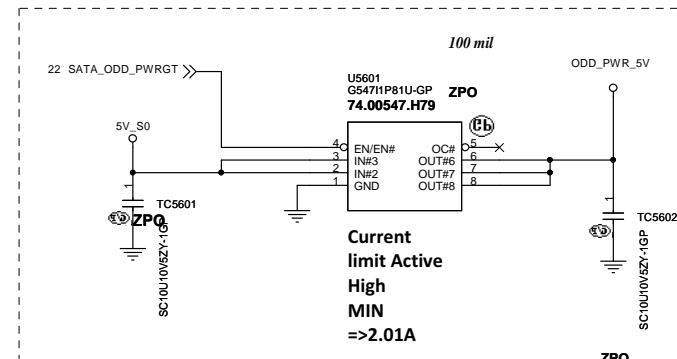 100 mil
22 SATA_ODD_PWRGT
ODD_PWR_5V
U5601
G547I1P81U-GP
ZPO
74.00547.H79
5V_S0
4 EN/EN# OC# 5
3 IN#3 OUT#6 6
2 IN#2 OUT#7 7
1 GND OUT#8 8
1
TC5601
ZPO
SC10U10V5ZY-1GP
1
TC5602
SC10U10V5ZY-1GP
Current
limit Active
High
MIN
=>2.01A
ZPO